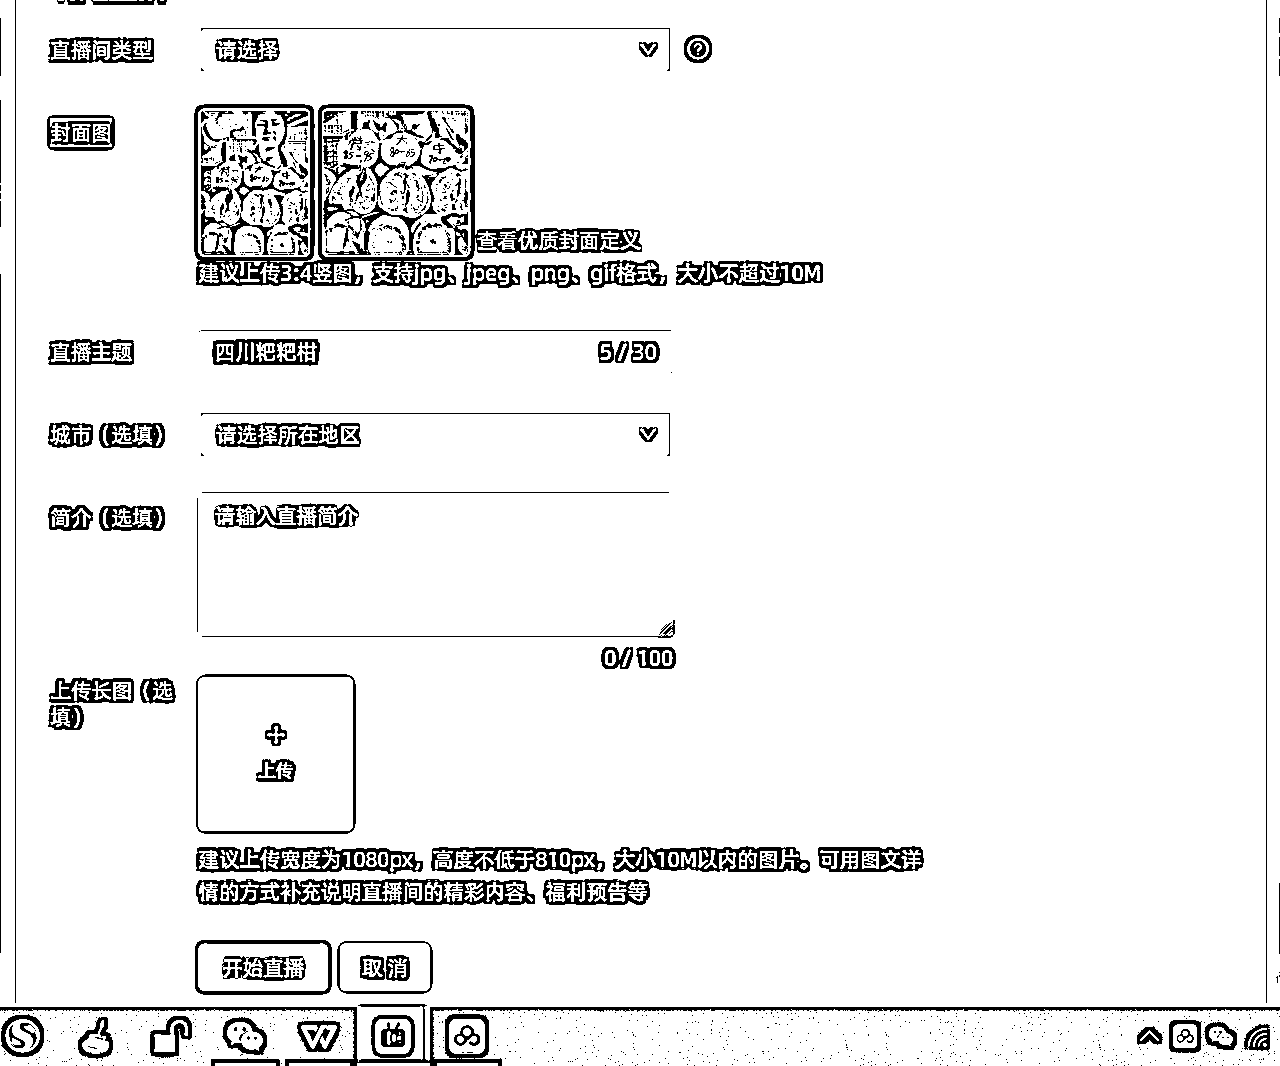 直播间类型
请选择
封面图
大
80-65
查看优质封面定义
建议上传3:4竖图，支持jpg、jpeg、png、gif格式，大小不超过10M
直播主题
四川粑粑柑
5/30
城市（选填）
请选择所在地区
简介（选填）
请输入直播简介
0/100
上传长图（选
填）
上传
建议上传宽度为1080px，高度不低于810px，大小10M以内的图片。可用图文详
情的方式补充说明直播间的精彩内容、福利预告等
开始直播
取消